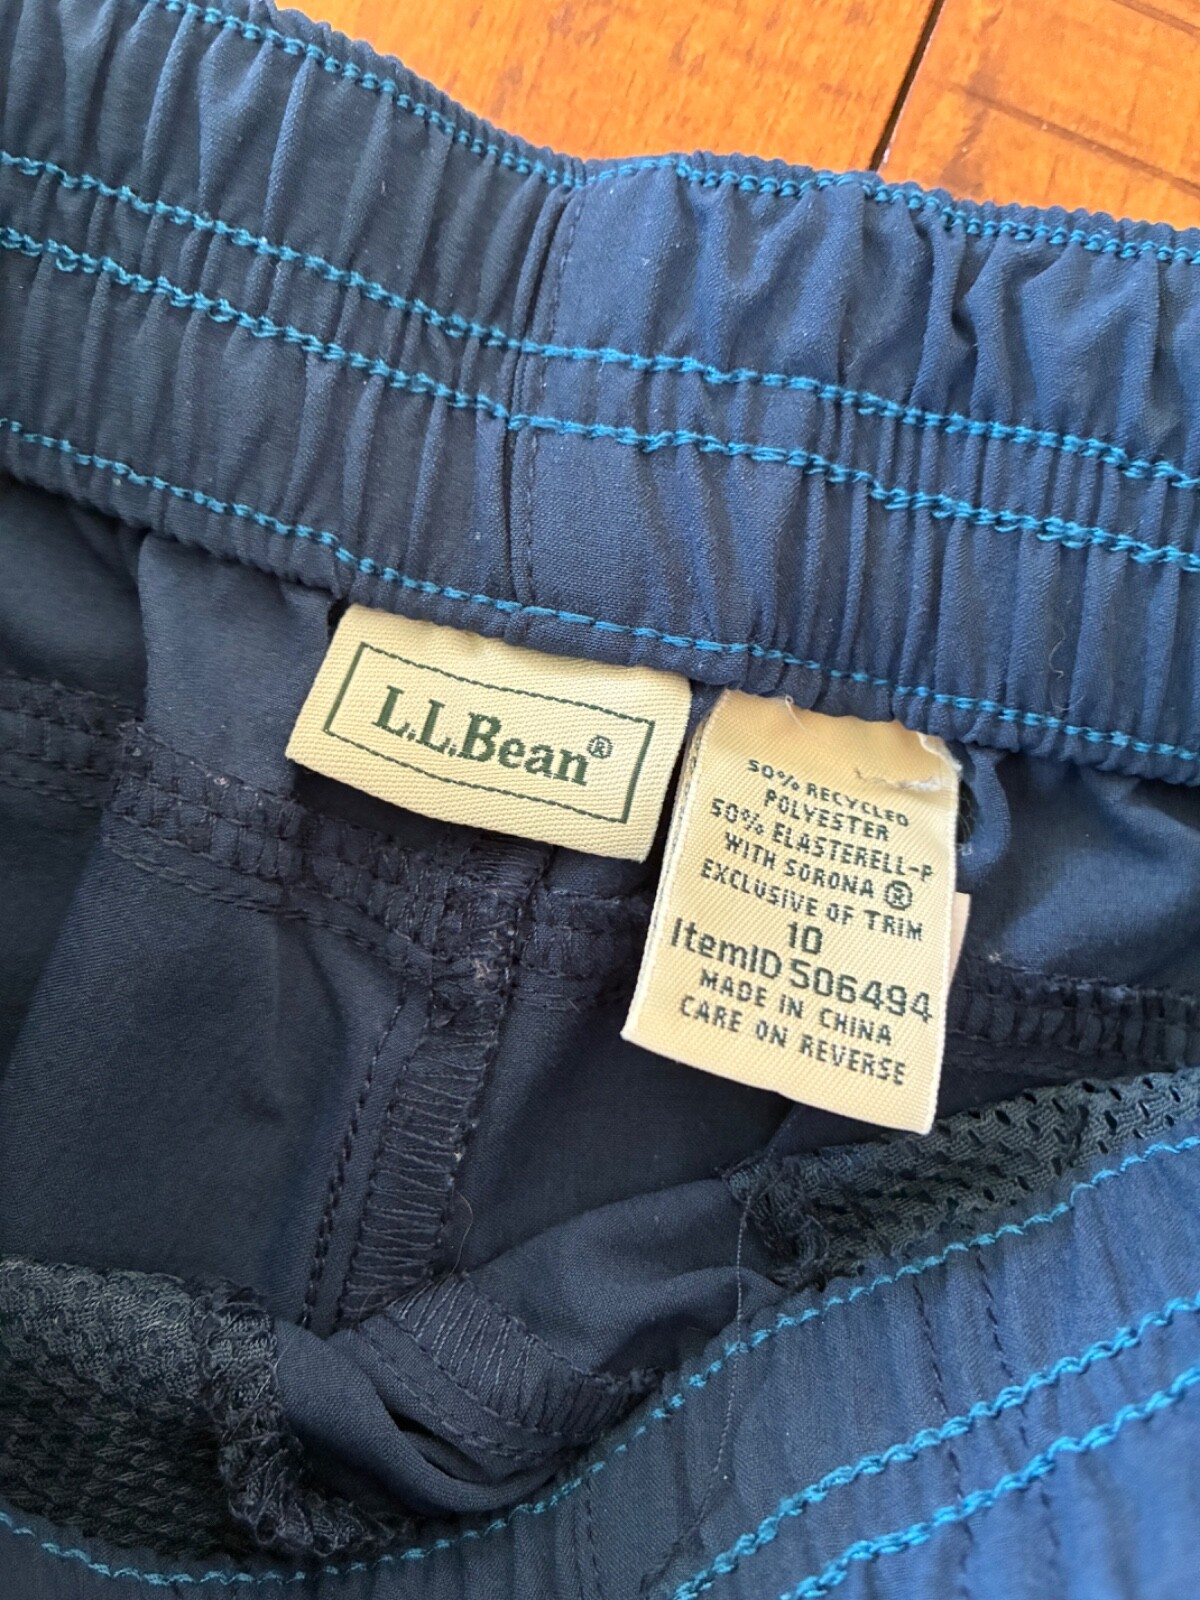 L.L.Bean®
50% RECYCLED
POLYESTER
50% ELASTERELL-P
WITH SORONA ®
EXCLUSIVE OF TRIM
10
ItemID 506494
MADE IN CHINA
CARE ON REVERSE